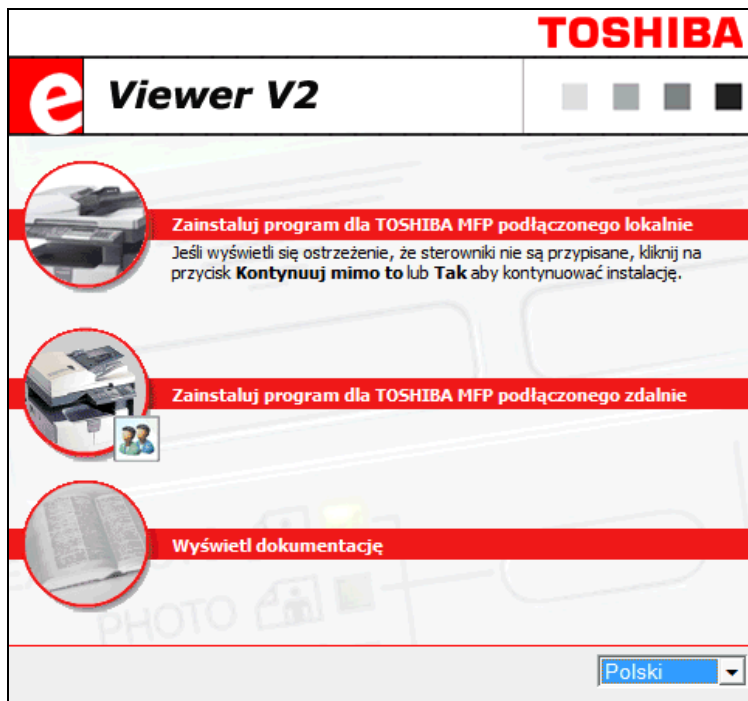 TOSHIBA
e Viewer V2
Zainstaluj program dla TOSHIBA MFP podłączonego lokalnie
Jeśli wyświetli się ostrzeżenie, że sterowniki nie są przypisane, kliknij na
przycisk Kontynuuj mimo to lub Tak aby kontynuować instalację.
Zainstaluj program dla TOSHIBA MFP podłączonego zdalnie
Wyświetl dokumentację
PHOTO
Polski